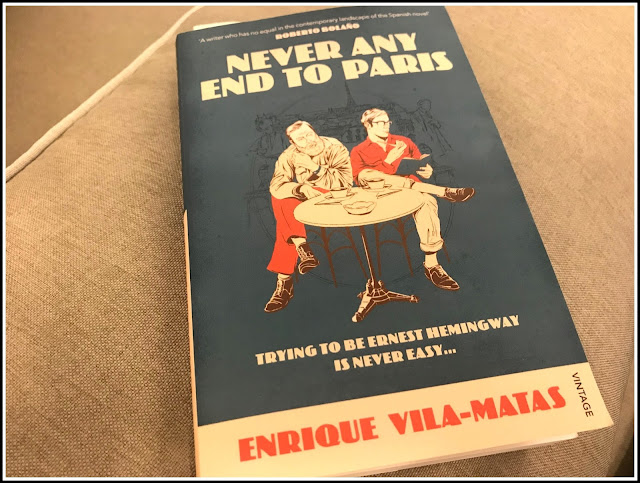 'A writer who has no equal in the contemporary landscape of the Spanish novel'
ROBERTO BOLAÑO
NEVER ANY
END TO PARIS
TRYING TO BE ERNEST HEMINGWAY
IS NEVER EASY...
VINTAGE
ENRIQUE VILA-MATAS